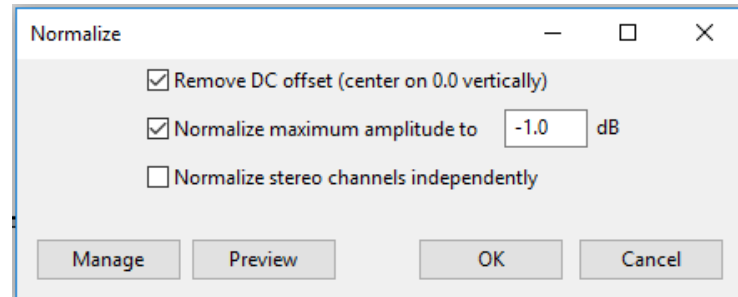 Normalize
Remove DC offset (center on 0.0 vertically)
Normalize maximum amplitude to -1.0 dB
Normalize stereo channels independently
Manage Preview OK Cancel